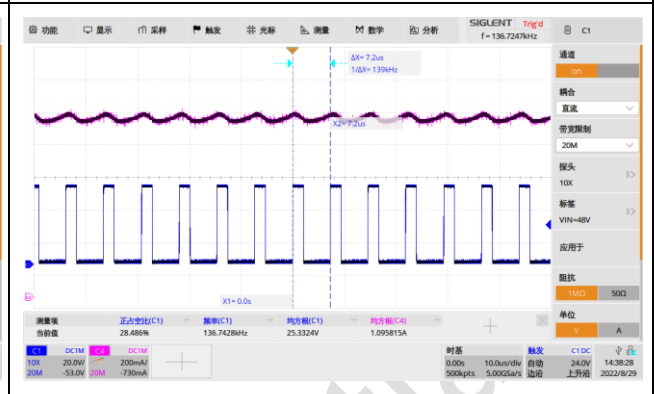 功能 显示 采样 触发 光标 测量 数学 分析 SIGLENT Trig'd
f = 136.7247kHz
C1
ΔX= 7.2us
1/ΔX= 139kHz
X2= 7.2us
X1= 0.0s
通道
on
耦合
直流
带宽限制
20M
探头
10X
标签
VIN=48V
应用于
阻抗
1MΩ 50Ω
单位
V A
测量项 正占空比(C1) 频率(C1) 均方根(C1) 均方根(C4)
当前值 28.486% 136.7428kHz 25.3324V 1.095815A
C1 DC1M C4 DC1M
10X 20.0V/ 200mA/
20M -53.0V 20M -730mA
时基 触发 C1 DC
0.00s 10.0us/div 自动 24.0V 14:38:28
500kpts 5.00GSa/s 边沿 上升沿 2022/8/29